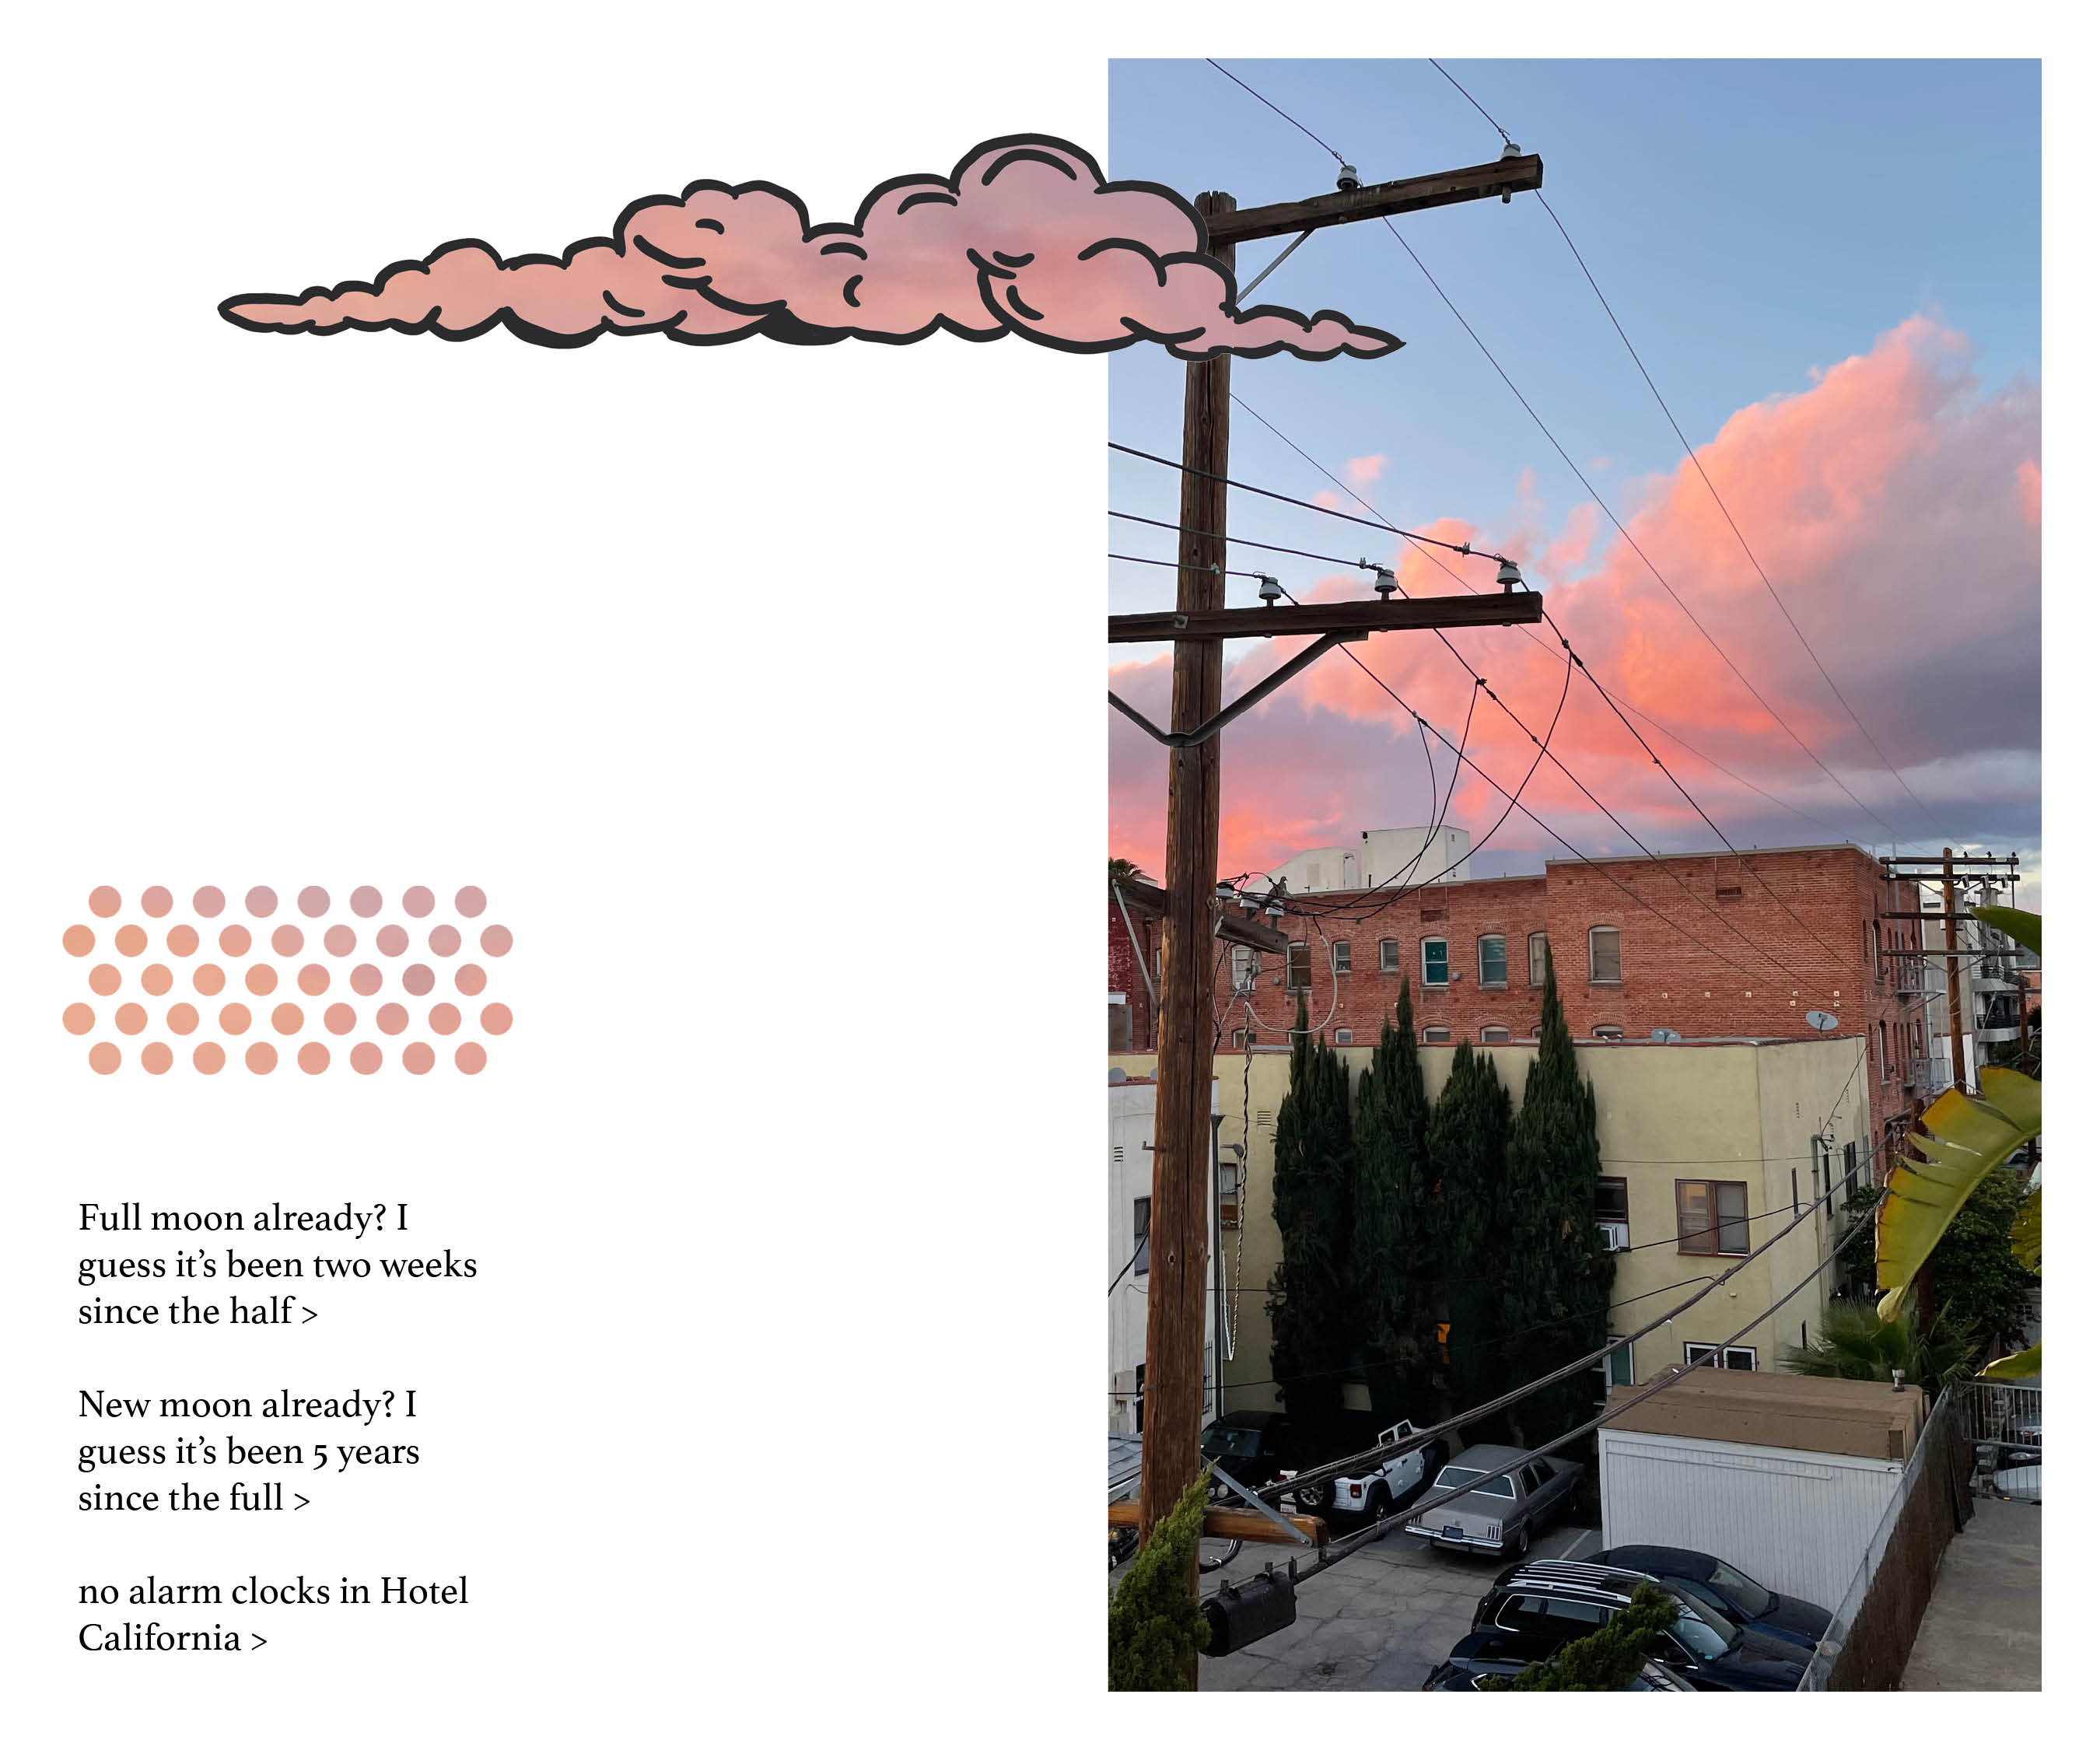 Full moon already? I
guess it’s been two weeks
since the half >
New moon already? I
guess it’s been 5 years
since the full >
no alarm clocks in Hotel
California >